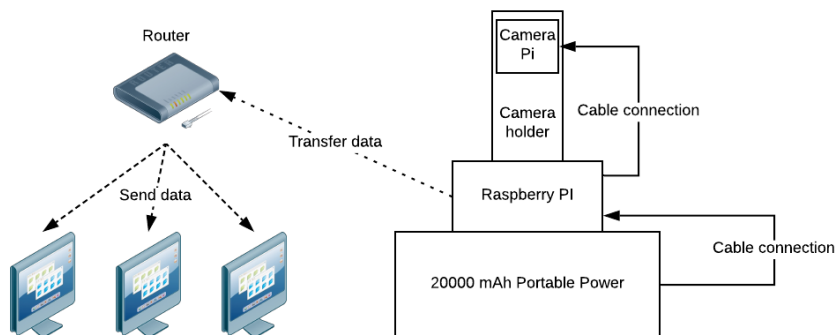 Router
Camera
Pi
Camera
holder
Cable connection
Transfer data
Send data
Raspberry PI
Cable connection
20000 mAh Portable Power